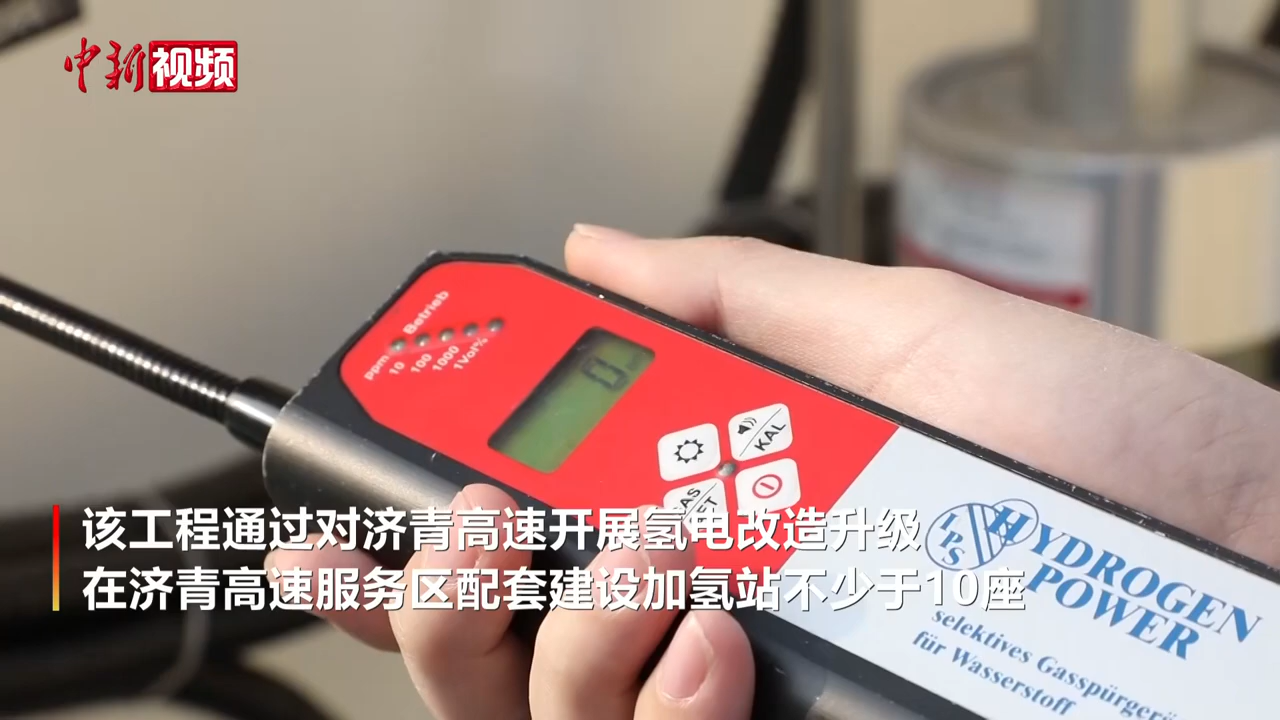 中新视频
ppm
Betrieb
10
100
1000
1Vol%
0
KAL
该工程通过对济青高速开展氢电改造升级
在济青高速服务区配套建设加氢站不少于10座
IPS
HYDROGEN
POWER
selektives Gasspürgerä
für Wasserstoff